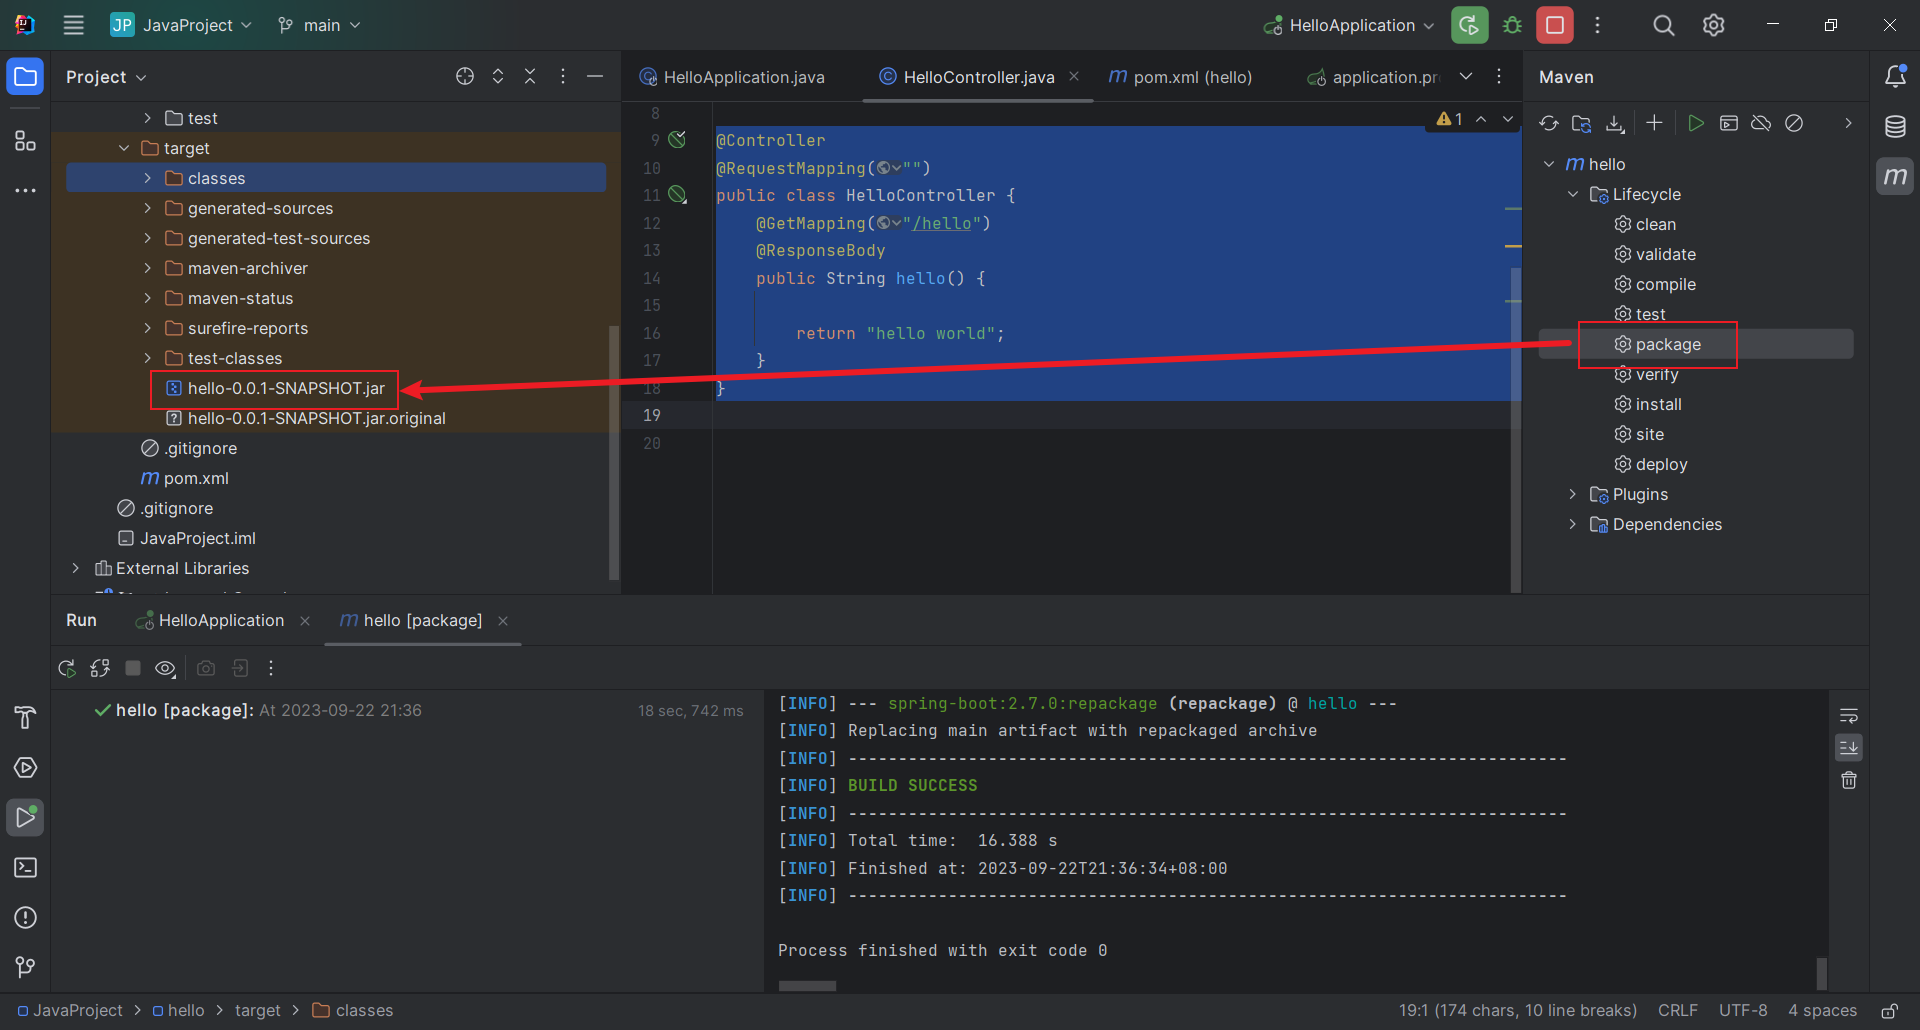 JP JavaProject main HelloApplication
Project
HelloApplication.java HelloController.java pom.xml (hello) application.pr
Maven
test
target
classes
generated-sources
generated-test-sources
maven-archiver
maven-status
surefire-reports
test-classes
hello-0.0.1-SNAPSHOT.jar
hello-0.0.1-SNAPSHOT.jar.original
.gitignore
m pom.xml
.gitignore
JavaProject.iml
External Libraries
8
9 @Controller
10 @RequestMapping("")
11 public class HelloController {
12 @GetMapping("/hello")
13 @ResponseBody
14 public String hello() {
15
16 return "hello world";
17 }
18 }
19
20
1
m hello
Lifecycle
clean
validate
compile
test
package
verify
install
site
deploy
Plugins
Dependencies
m
Run HelloApplication m hello [package]
hello [package]: At 2023-09-22 21:36 18 sec, 742 ms
[INFO] --- spring-boot:2.7.0:repackage (repackage) @ hello ---
[INFO] Replacing main artifact with repackaged archive
[INFO] ------------------------------------------------------------------------
[INFO] BUILD SUCCESS
[INFO] ------------------------------------------------------------------------
[INFO] Total time:  16.388 s
[INFO] Finished at: 2023-09-22T21:36:34+08:00
[INFO] ------------------------------------------------------------------------
Process finished with exit code 0
JavaProject > hello > target > classes
19:1 (174 chars, 10 line breaks) CRLF UTF-8 4 spaces